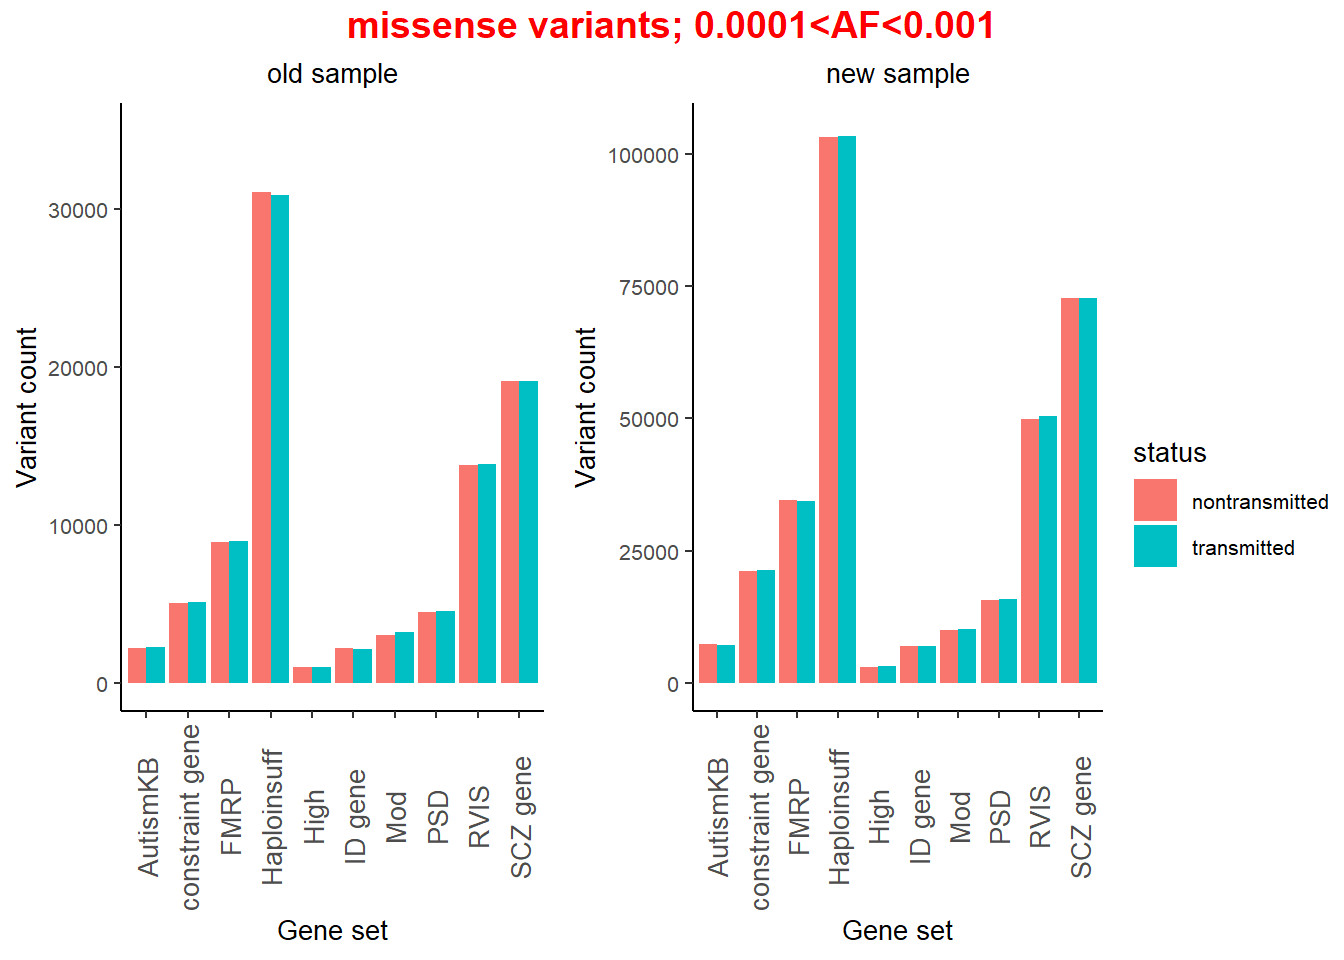 missense variants; 0.0001<AF<0.001
old sample
new sample
Variant count
30000
20000
10000
0
AutismKB
constraint gene
FMRP
Haploinsuff
High
ID gene
Mod
PSD
RVIS
SCZ gene
Gene set
Variant count
100000
75000
50000
25000
0
AutismKB
constraint gene
FMRP
Haploinsuff
High
ID gene
Mod
PSD
RVIS
SCZ gene
Gene set
status
nontransmitted
transmitted